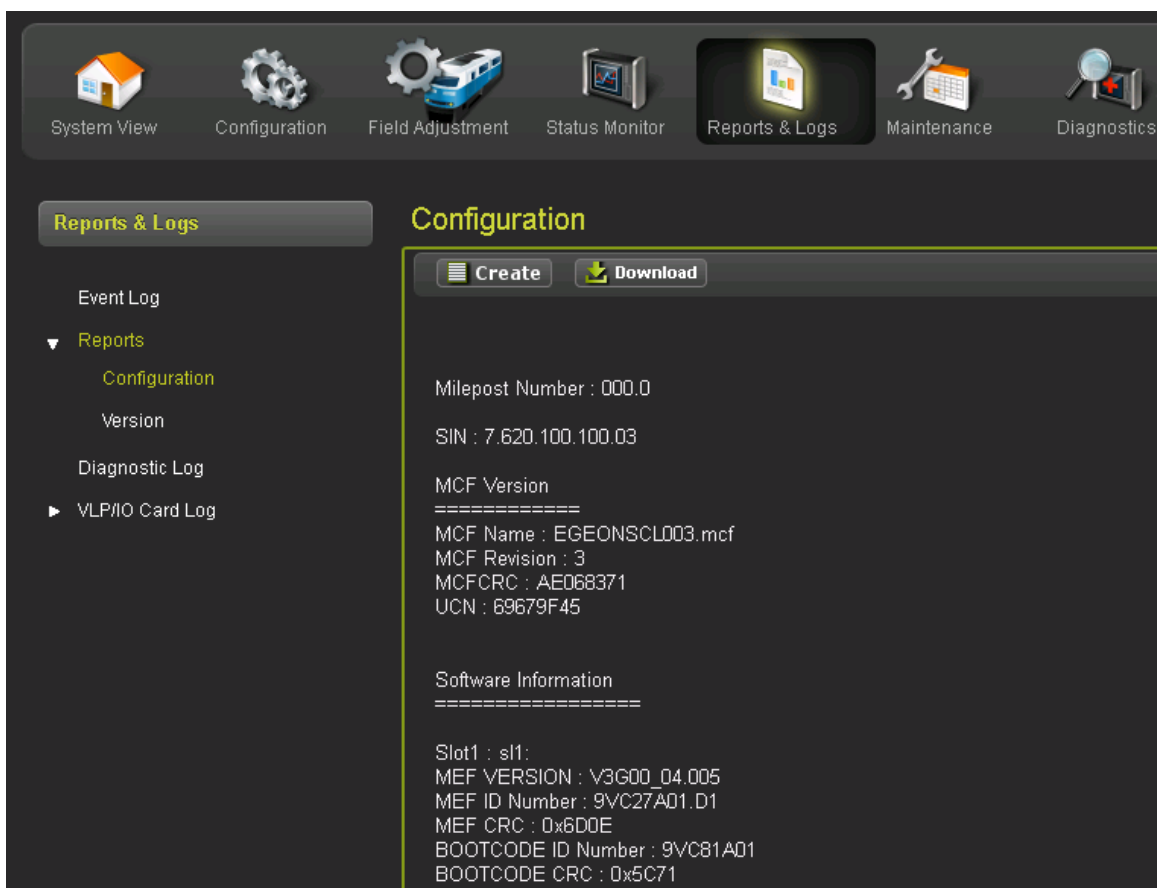 System View
Configuration
Field Adjustment
Status Monitor
Reports & Logs
Maintenance
Diagnostics
Reports & Logs
Event Log
Reports
Configuration
Version
Diagnostic Log
VLP/IO Card Log
Configuration
Create
Download
Milepost Number : 000.0
SIN : 7.620.100.100.03
MCF Version
============
MCF Name : EGEONSCL003.mcf
MCF Revision : 3
MCFCRC : AE068371
UCN : 69679F45
Software Information
=================
Slot1 : sl1:
MEF VERSION : V3G00_04.005
MEF ID Number : 9VC27A01.D1
MEF CRC : 0x6D0E
BOOTCODE ID Number : 9VC81A01
BOOTCODE CRC : 0x5C71